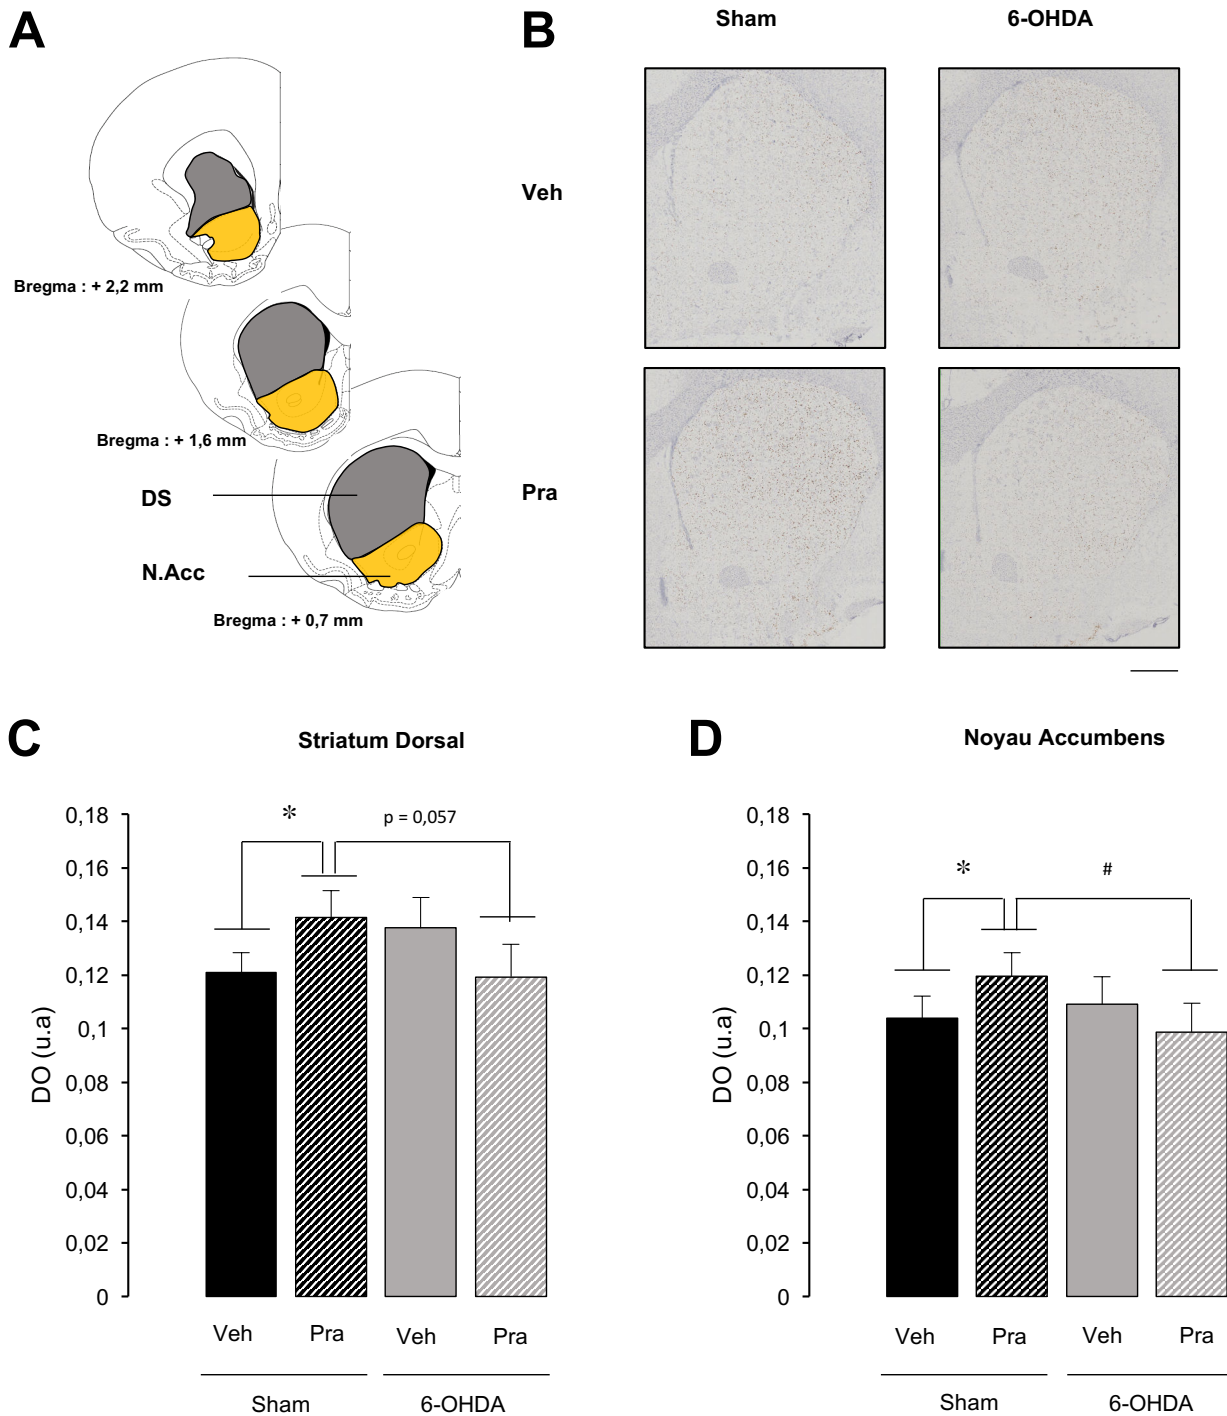 A
Bregma : + 2,2 mm
Bregma : + 1,6 mm
DS
N.Acc
Bregma : + 0,7 mm
B
Sham
6-OHDA
Veh
Pra
C
Striatum Dorsal
DO (u.a)
0,18
0,16
0,14
0,12
0,1
0,08
0,06
0,04
0,02
0
*
p = 0,057
Veh
Pra
Veh
Pra
Sham
6-OHDA
D
Noyau Accumbens
DO (u.a)
0,18
0,16
0,14
0,12
0,1
0,08
0,06
0,04
0,02
0
*
#
Veh
Pra
Veh
Pra
Sham
6-OHDA